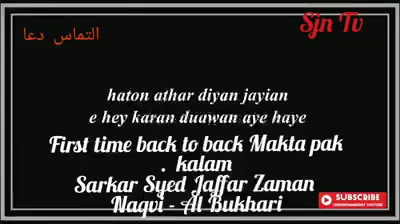 Sjn Tv
التماس دعا
haton athar diyan jayian
e hey karan duawan aye haye
First time back to back Makta pak
. kalam
Sarkar Syed Jaffar Zaman
Naqvi - Al Bukhari
SUBSCRIBE